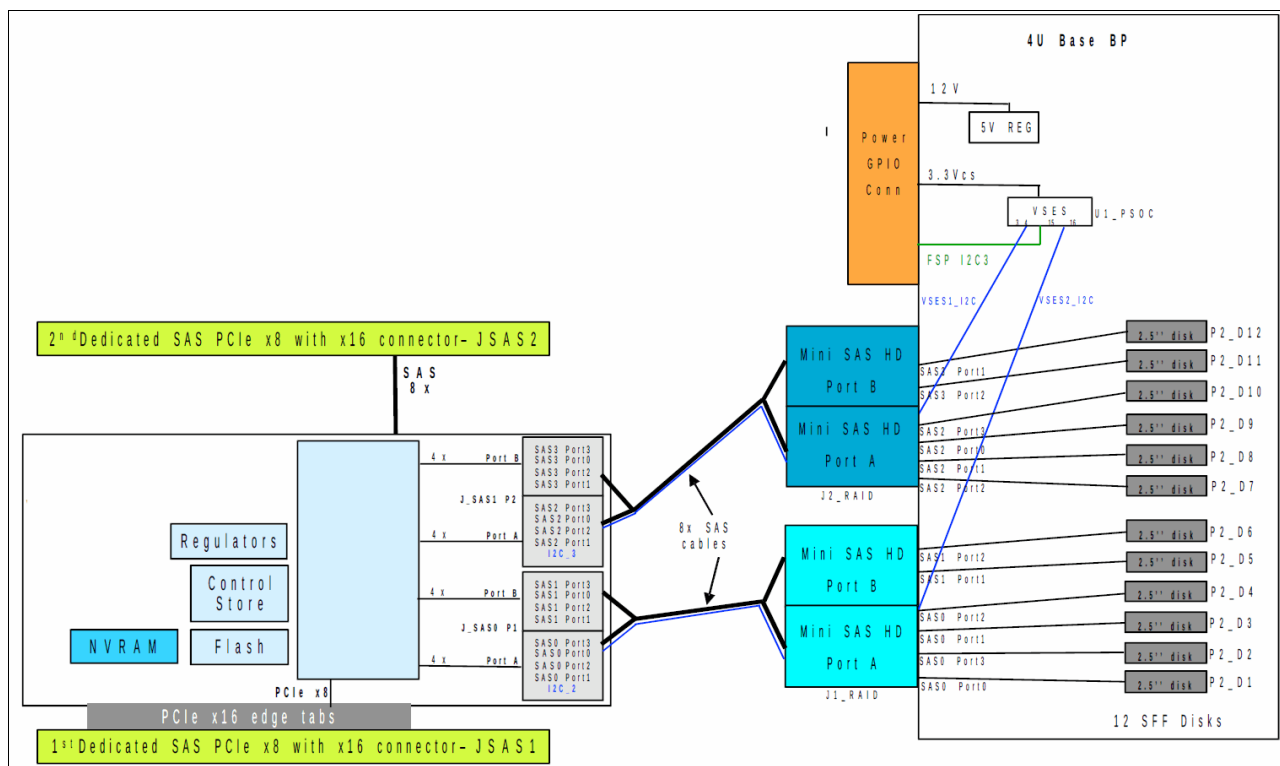 4U Base BP
12V
5V REG
Power
GPIO
Conn
3.3Vcs
VSES
3 4 15 16
U1_PSOC
FSP I2C3
VSES1_I2C
VSES2_I2C
2nd Dedicated SAS PCIe x8 with x16 connector– JSAS2
SAS
8 x
Mini SAS HD
Port B
Mini SAS HD
Port A
J2_RAID
SAS3 Port1
SAS3 Port2
SAS2 Port3
SAS2 Port0
SAS2 Port1
SAS2 Port2
2.5'' disk P2_D12
2.5'' disk P2_D11
2.5'' disk P2_D10
2.5'' disk P2_D9
2.5'' disk P2_D8
2.5'' disk P2_D7
4 x Port B
J_SAS1 P2
4 x Port A
SAS3 Port3
SAS3 Port0
SAS3 Port2
SAS3 Port1
SAS2 Port3
SAS2 Port0
SAS2 Port2
SAS2 Port1
I2C_3
8x SAS
cables
Regulators
Control
Store
NVRAM
Flash
4 x Port B
J_SAS0 P1
4 x Port A
SAS1 Port3
SAS1 Port0
SAS1 Port2
SAS1 Port1
SAS0 Port3
SAS0 Port0
SAS0 Port2
SAS0 Port1
I2C_2
Mini SAS HD
Port B
Mini SAS HD
Port A
J1_RAID
SAS1 Port2
SAS1 Port1
SAS0 Port2
SAS0 Port1
SAS0 Port3
SAS0 Port0
2.5'' disk P2_D6
2.5'' disk P2_D5
2.5'' disk P2_D4
2.5'' disk P2_D3
2.5'' disk P2_D2
2.5'' disk P2_D1
PCIe x8
PCIe x16 edge tabs
1st Dedicated SAS PCIe x8 with x16 connector– JSAS1
12 SFF Disks